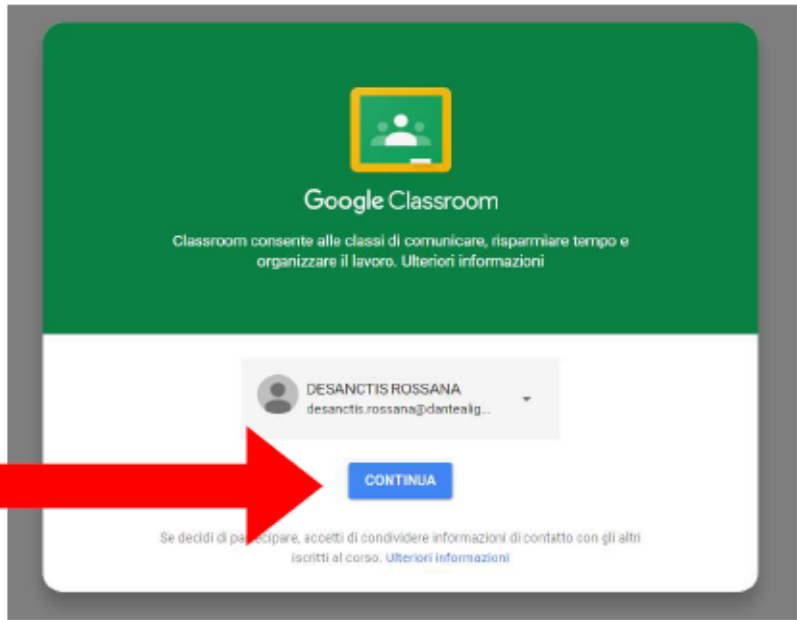 Google Classroom
Classroom consente alle classi di comunicare, risparmiare tempo e
organizzare il lavoro. Ulteriori informazioni
DESANCTIS ROSSANA
desanctis.rossana@dantealig...
CONTINUA
Se decidi di partecipare, accetti di condividere informazioni di contatto con gli altri
iscritti al corso. Ulteriori informazioni